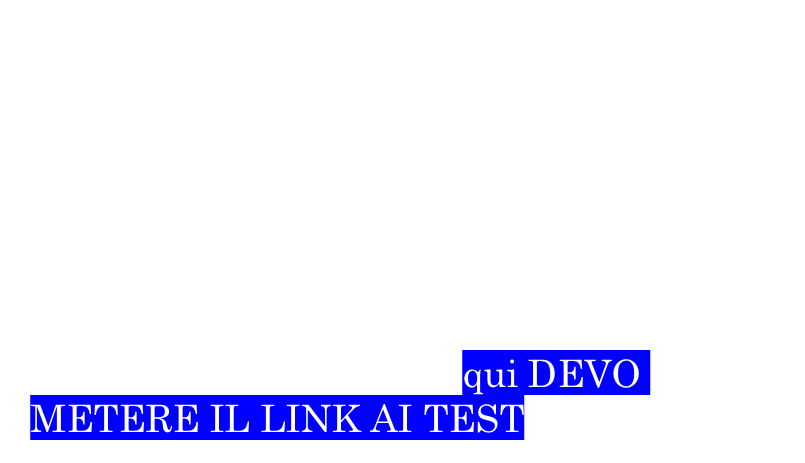 qui DEVO
METERE IL LINK AI TEST